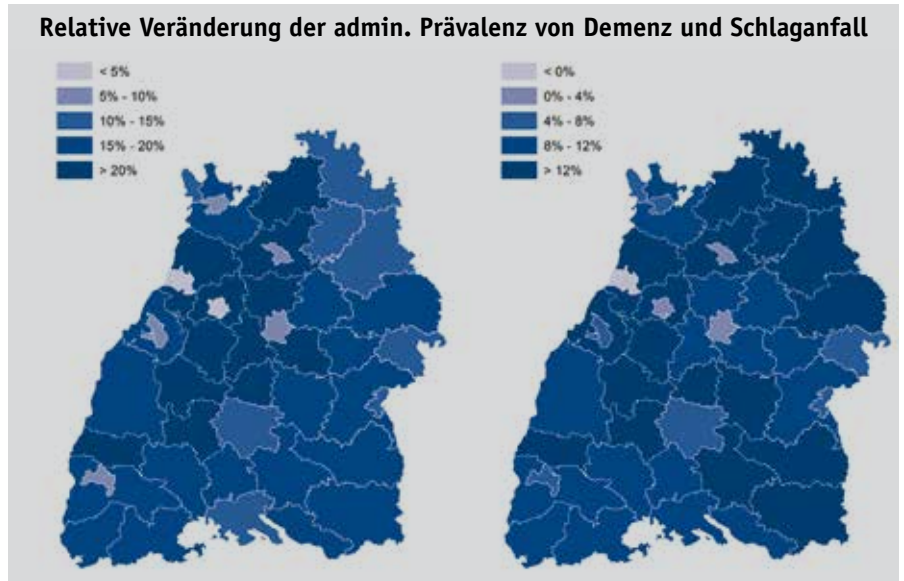 Relative Veränderung der admin. Prävalenz von Demenz und Schlaganfall
< 5%
5% - 10%
10% - 15%
15% - 20%
> 20%
< 0%
0% - 4%
4% - 8%
8% - 12%
> 12%